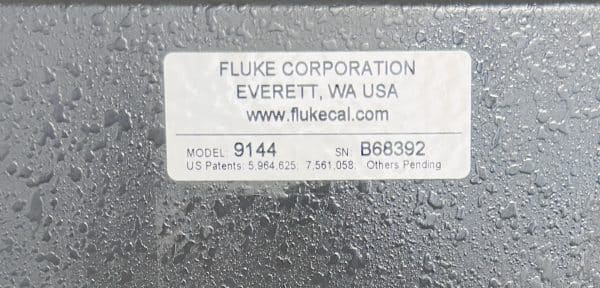 FLUKE CORPORATION
EVERETT, WA USA
www.flukecal.com
MODEL: 9144 SN: B68392
US Patents: 5,964,625; 7,561,058; Others Pending